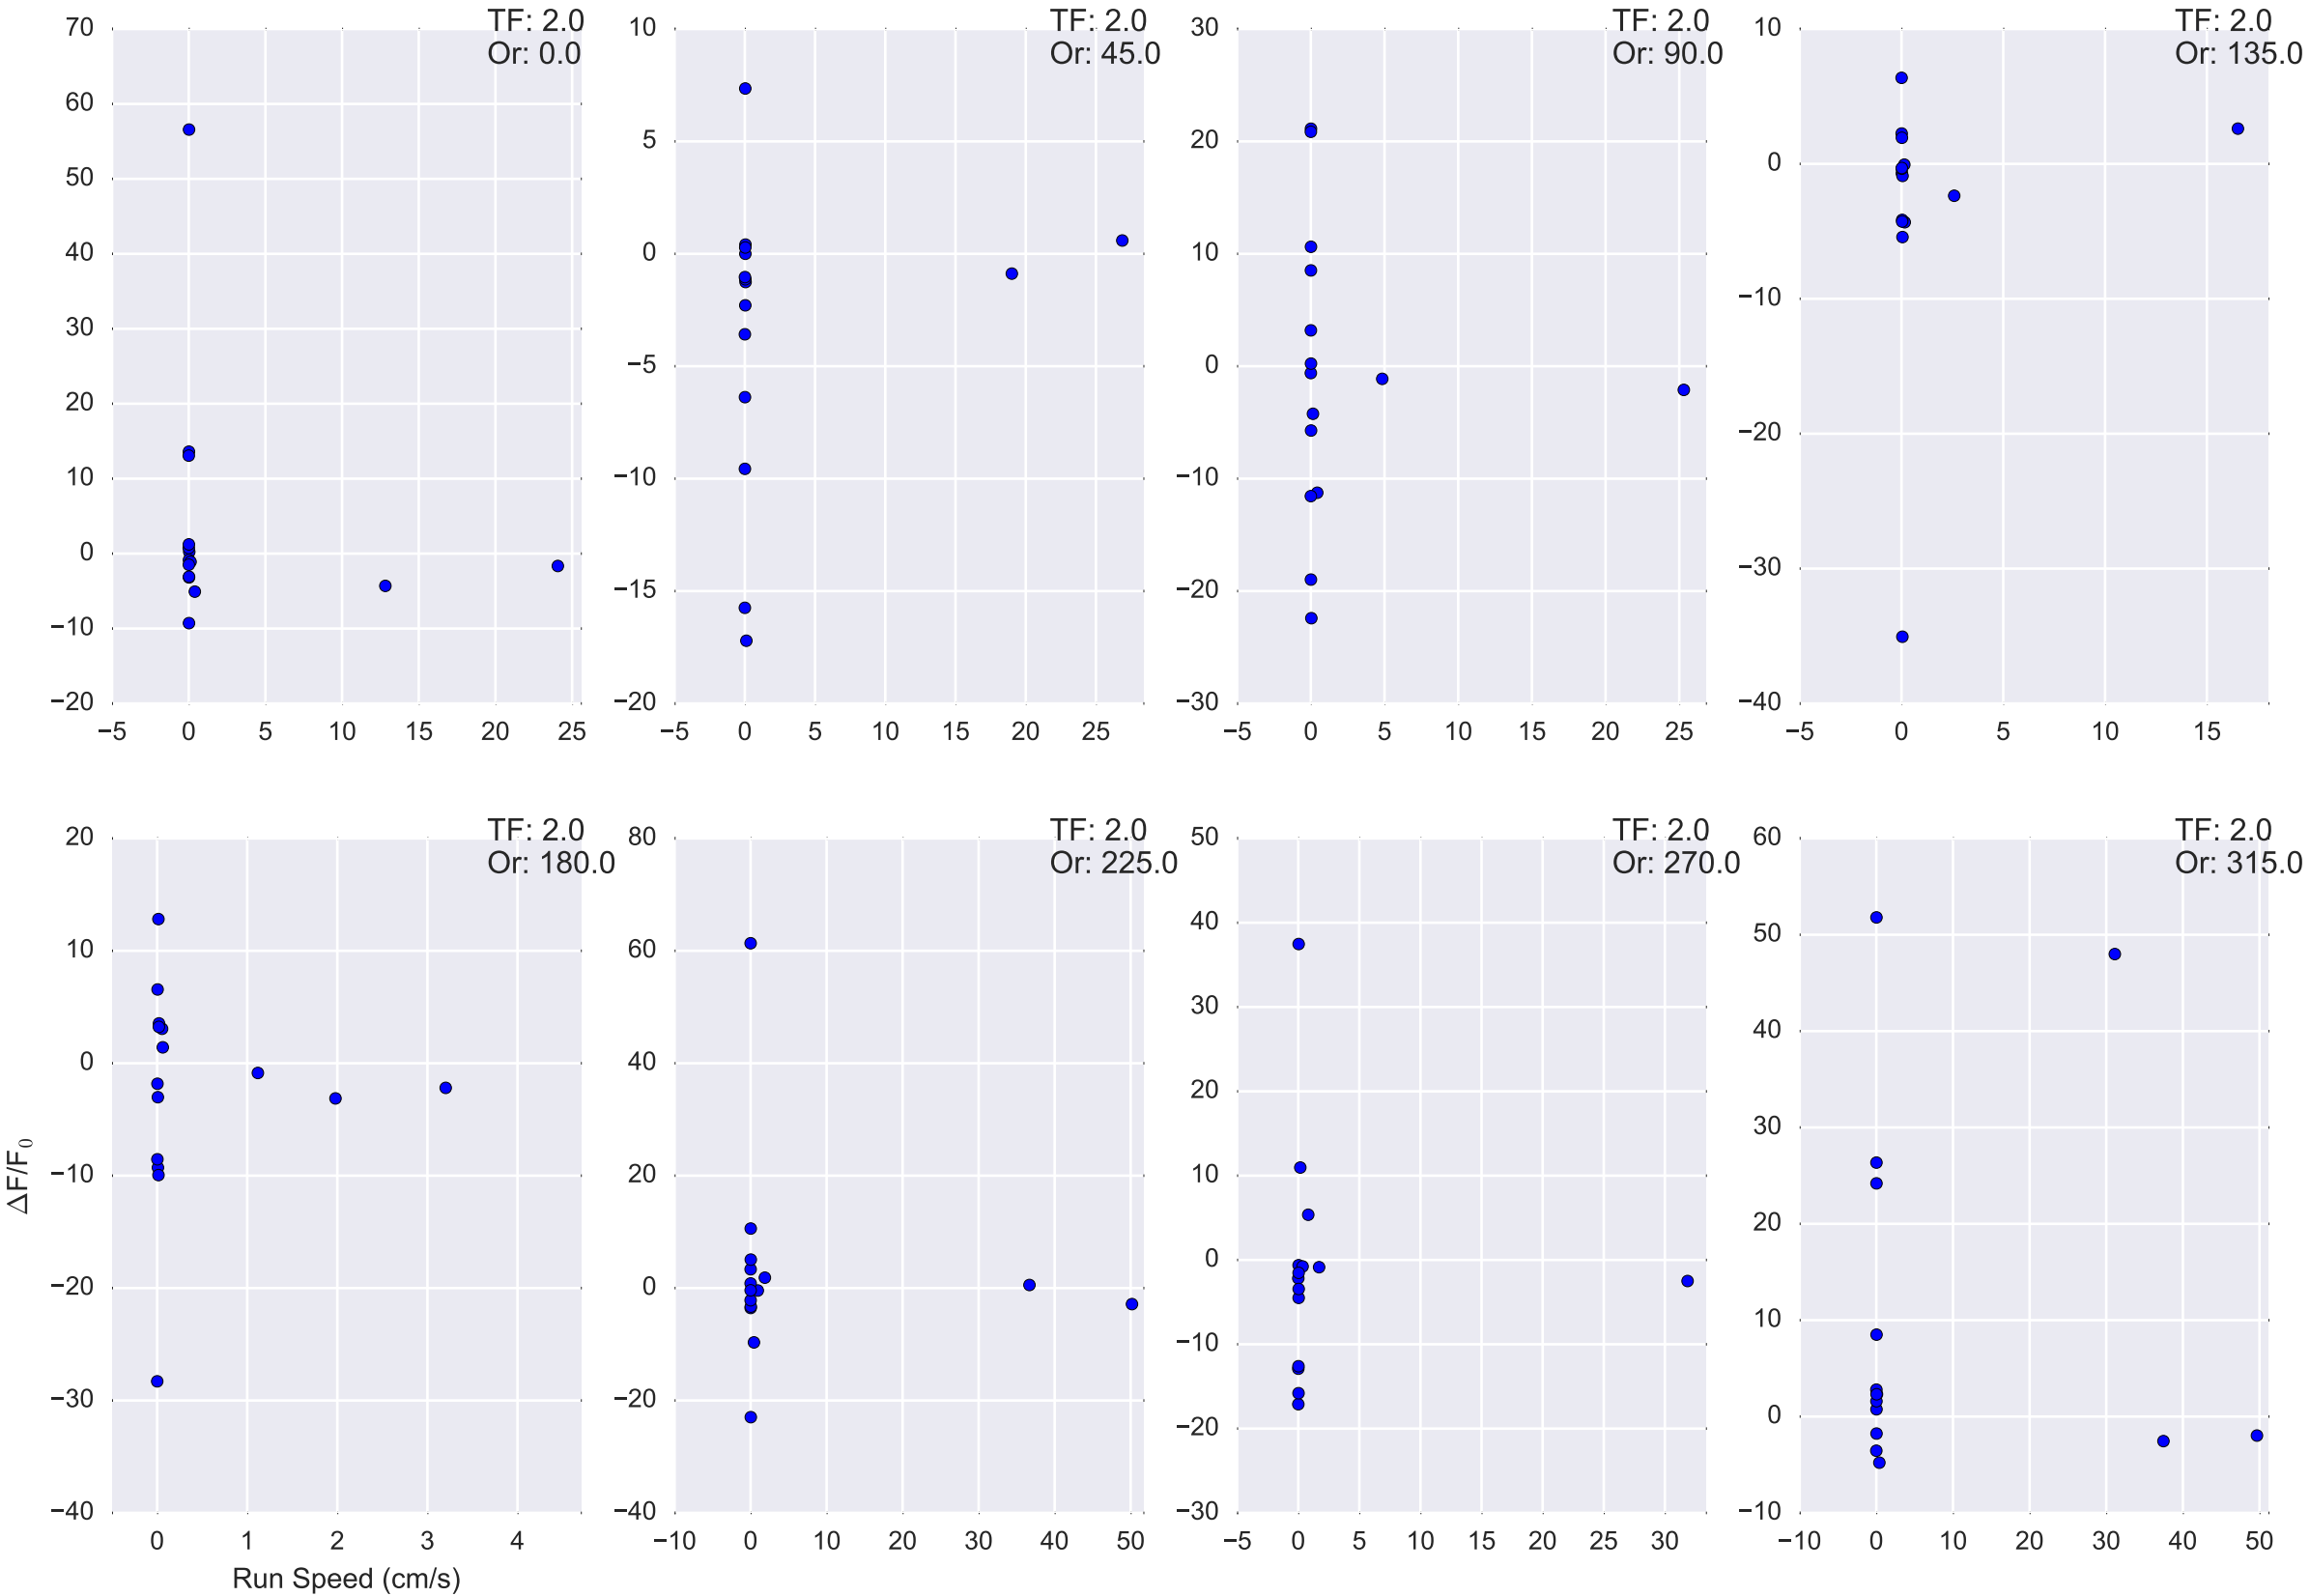 TF: 2.0
Or: 0.0
70
60
50
40
30
20
10
0
−10
−20
−5 0 5 10 15 20 25
TF: 2.0
Or: 45.0
10
5
0
−5
−10
−15
−20
−5 0 5 10 15 20 25
TF: 2.0
Or: 90.0
30
20
10
0
−10
−20
−30
−5 0 5 10 15 20 25
TF: 2.0
Or: 135.0
10
0
−10
−20
−30
−40
−5 0 5 10 15
TF: 2.0
Or: 180.0
20
10
0
−10
−20
−30
−40
0 1 2 3 4
Run Speed (cm/s)
ΔF/F₀
TF: 2.0
Or: 225.0
80
60
40
20
0
−20
−40
−10 0 10 20 30 40 50
TF: 2.0
Or: 270.0
50
40
30
20
10
0
−10
−20
−30
−5 0 5 10 15 20 25 30
TF: 2.0
Or: 315.0
60
50
40
30
20
10
0
−10
−10 0 10 20 30 40 50